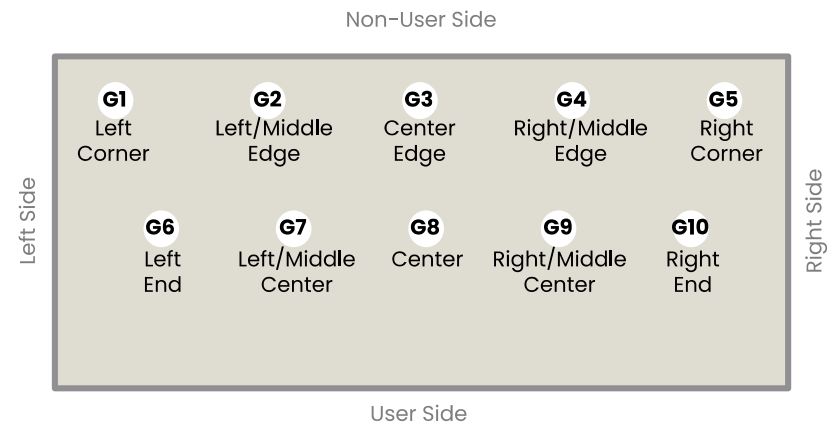 Non-User Side
G1 G2 G3 G4 G5
Left Left/Middle Center Right/Middle Right
Corner Edge Edge Edge Corner
Left Side
Right Side
G6 G7 G8 G9 G10
Left Left/Middle Center Right/Middle Right
End Center Center End
User Side